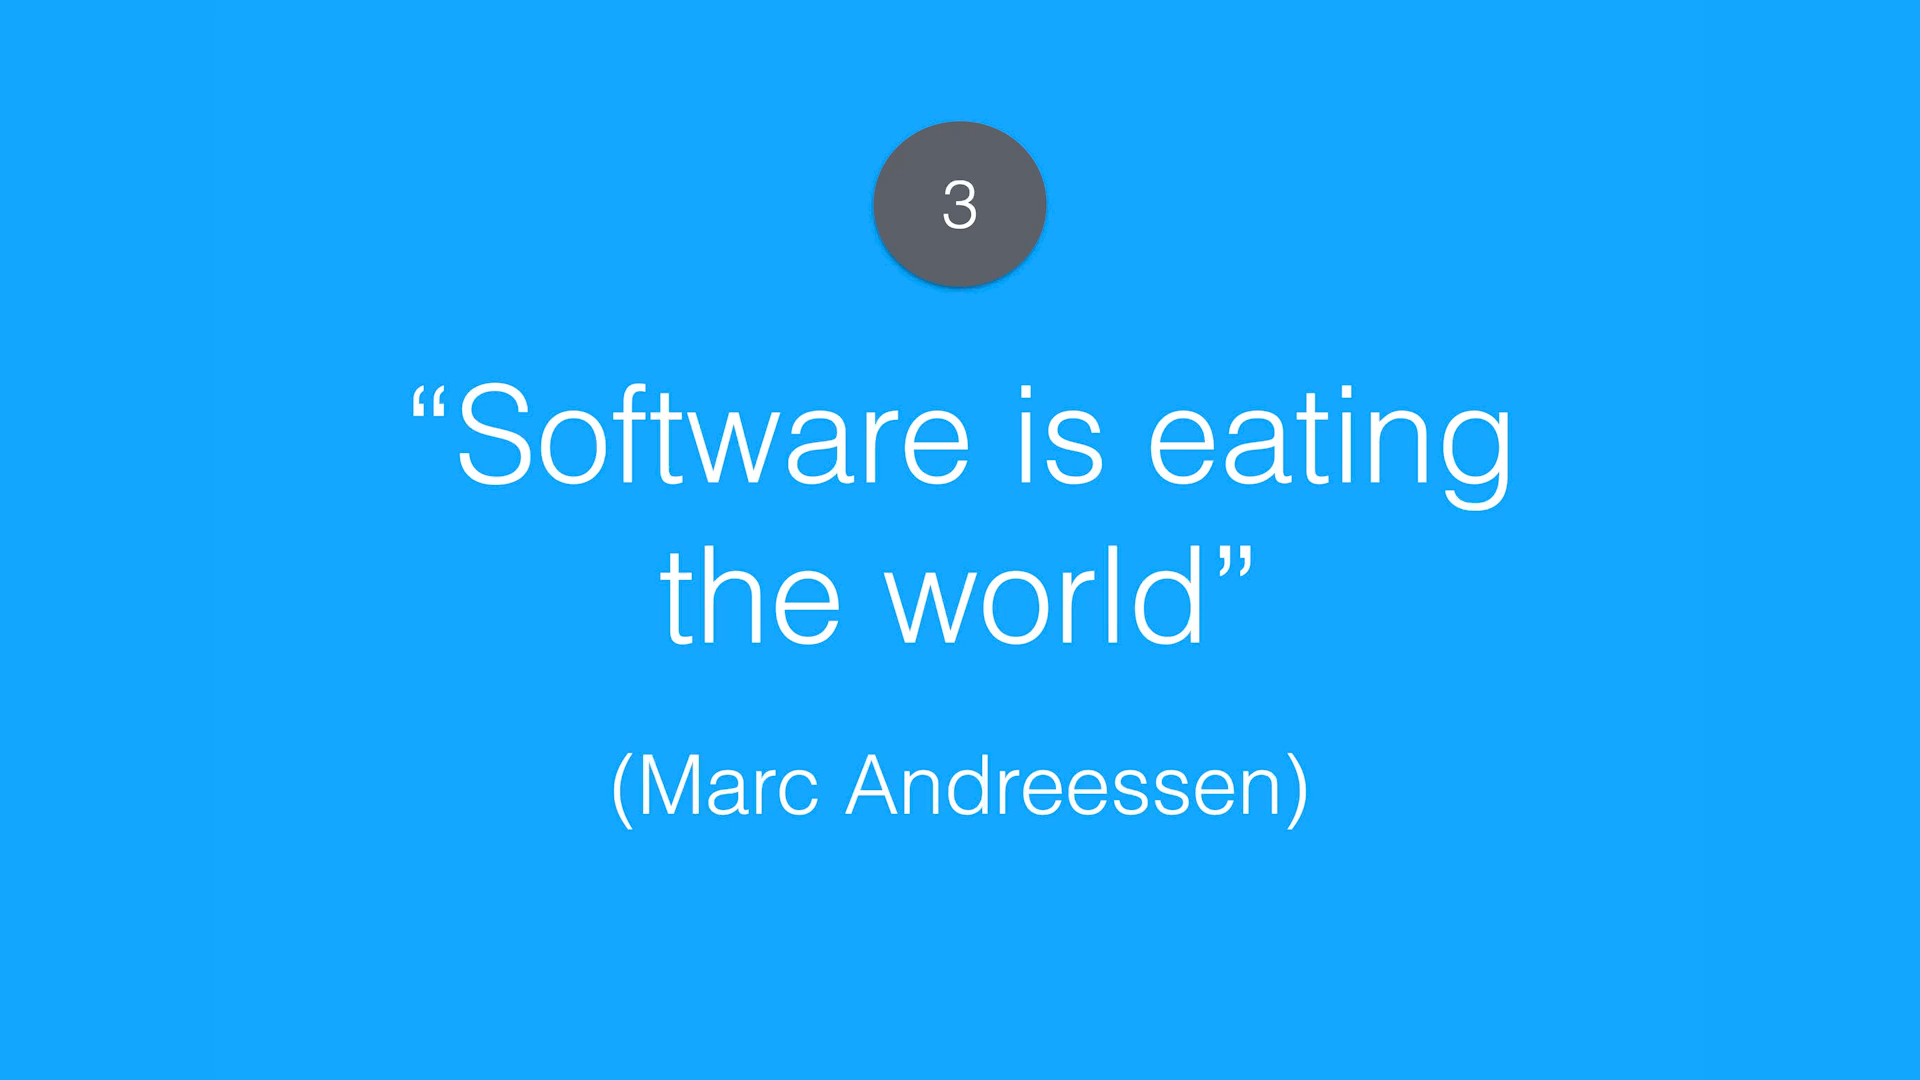 3
“Software is eating
the world”
(Marc Andreessen)